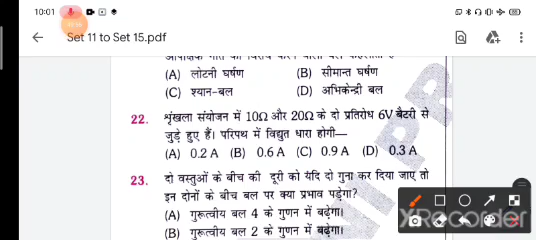 10:01
Set 11 to Set 15.pdf
(A) लोटनी घर्षण (B) सीमान्त घर्षण
(C) श्यान-बल (D) अभिकेन्द्री बल
22. शृंखला संयोजन में 10Ω और 20Ω के दो प्रतिरोध 6V बैटरी से
जुड़े हुए हैं। परिपथ में विद्युत धारा होगी—
(A) 0.2 A (B) 0.6 A (C) 0.9 A (D) 0.3 A
23. दो वस्तुओं के बीच की दूरी को यदि दो गुना कर दिया जाए तो
इन दोनों के बीच बल पर क्या प्रभाव पड़ेगा?
(A) गुरूत्वीय बल 4 के गुणन में बढ़ेगा।
(B) गुरूत्वीय बल 2 के गुणन में बढ़ेगा।
XRecorder